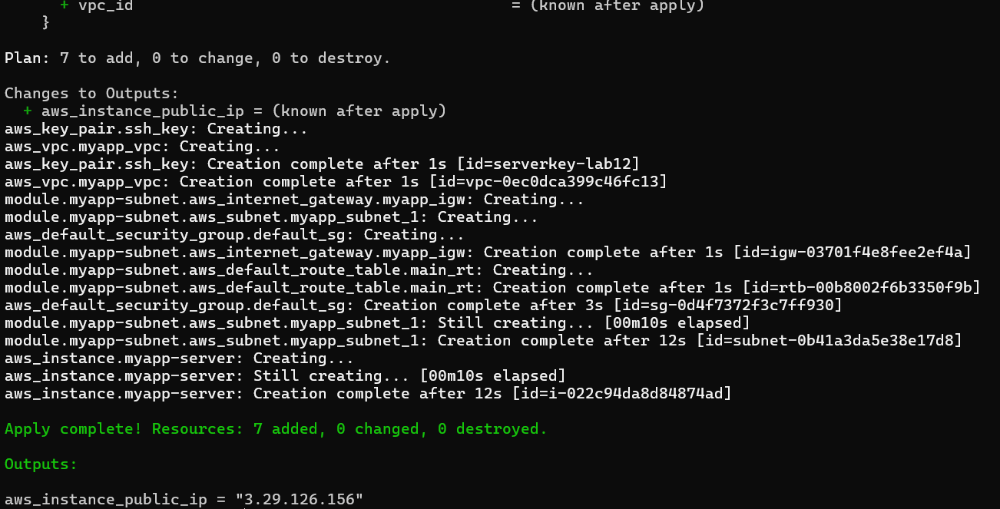 + vpc_id = (known after apply)
}
Plan: 7 to add, 0 to change, 0 to destroy.
Changes to Outputs:
+ aws_instance_public_ip = (known after apply)
aws_key_pair.ssh_key: Creating...
aws_vpc.myapp_vpc: Creating...
aws_key_pair.ssh_key: Creation complete after 1s [id=serverkey-lab12]
aws_vpc.myapp_vpc: Creation complete after 1s [id=vpc-0ec0dca399c46fc13]
module.myapp-subnet.aws_internet_gateway.myapp_igw: Creating...
module.myapp-subnet.aws_subnet.myapp_subnet_1: Creating...
aws_default_security_group.default_sg: Creating...
module.myapp-subnet.aws_internet_gateway.myapp_igw: Creation complete after 1s [id=igw-03701f4e8fee2ef4a]
module.myapp-subnet.aws_default_route_table.main_rt: Creating...
module.myapp-subnet.aws_default_route_table.main_rt: Creation complete after 1s [id=rtb-00b8002f6b3350f9b]
aws_default_security_group.default_sg: Creation complete after 3s [id=sg-0d4f7372f3c7ff930]
module.myapp-subnet.aws_subnet.myapp_subnet_1: Still creating... [00m10s elapsed]
module.myapp-subnet.aws_subnet.myapp_subnet_1: Creation complete after 12s [id=subnet-0b41a3da5e38e17d8]
aws_instance.myapp-server: Creating...
aws_instance.myapp-server: Still creating... [00m10s elapsed]
aws_instance.myapp-server: Creation complete after 12s [id=i-022c94da8d84874ad]
Apply complete! Resources: 7 added, 0 changed, 0 destroyed.
Outputs:
aws_instance_public_ip = "3.29.126.156"